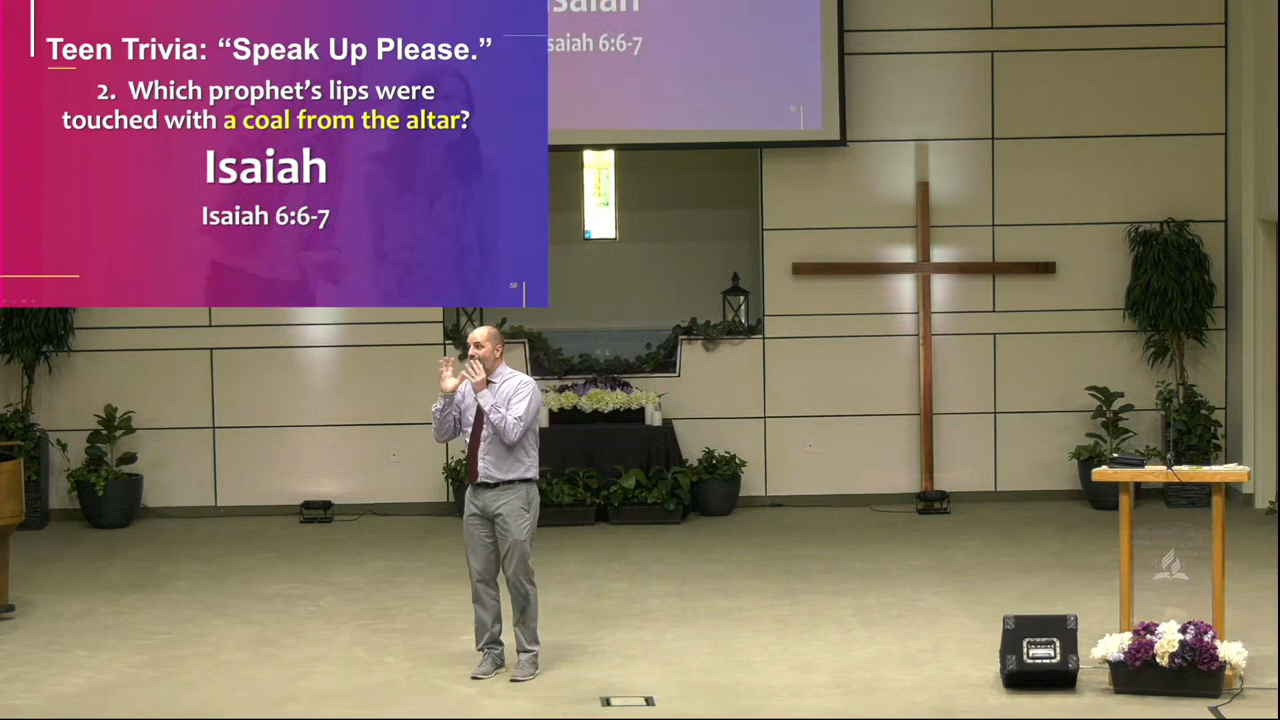 Teen Trivia: “Speak Up Please.”
2. Which prophet’s lips were
touched with a coal from the altar?
Isaiah
Isaiah 6:6-7
58
saiah
saiah 6:6-7